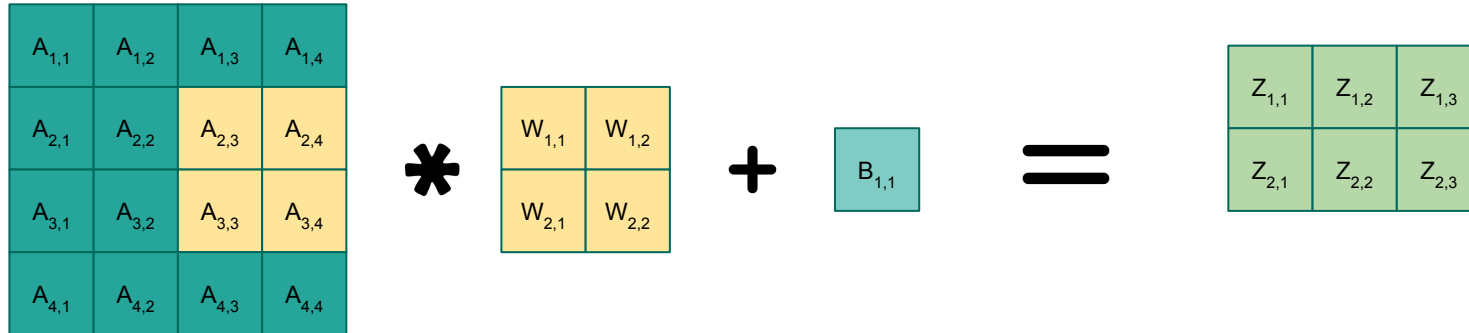 A1,1 A1,2 A1,3 A1,4
A2,1 A2,2 A2,3 A2,4
A3,1 A3,2 A3,3 A3,4
A4,1 A4,2 A4,3 A4,4
*
W1,1 W1,2
W2,1 W2,2
+
B1,1
=
Z1,1 Z1,2 Z1,3
Z2,1 Z2,2 Z2,3